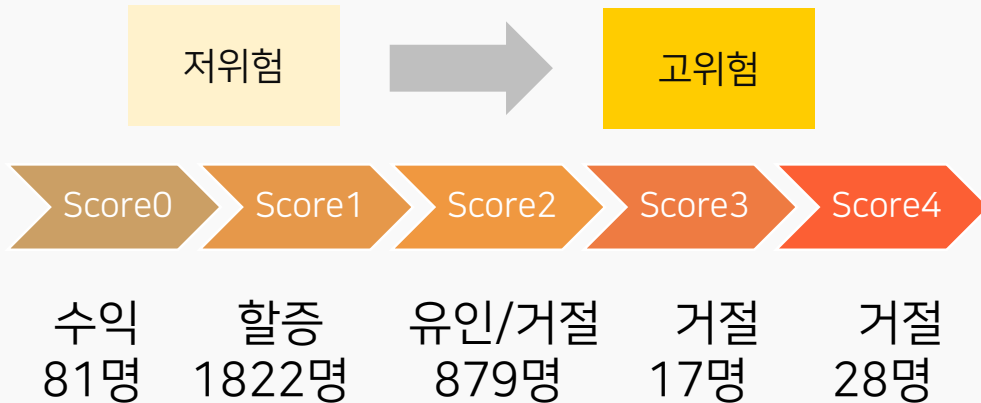 저위험
고위험
Score0
Score1
Score2
Score3
Score4
수익
할증
유인/거절
거절
거절
81명
1822명
879명
17명
28명